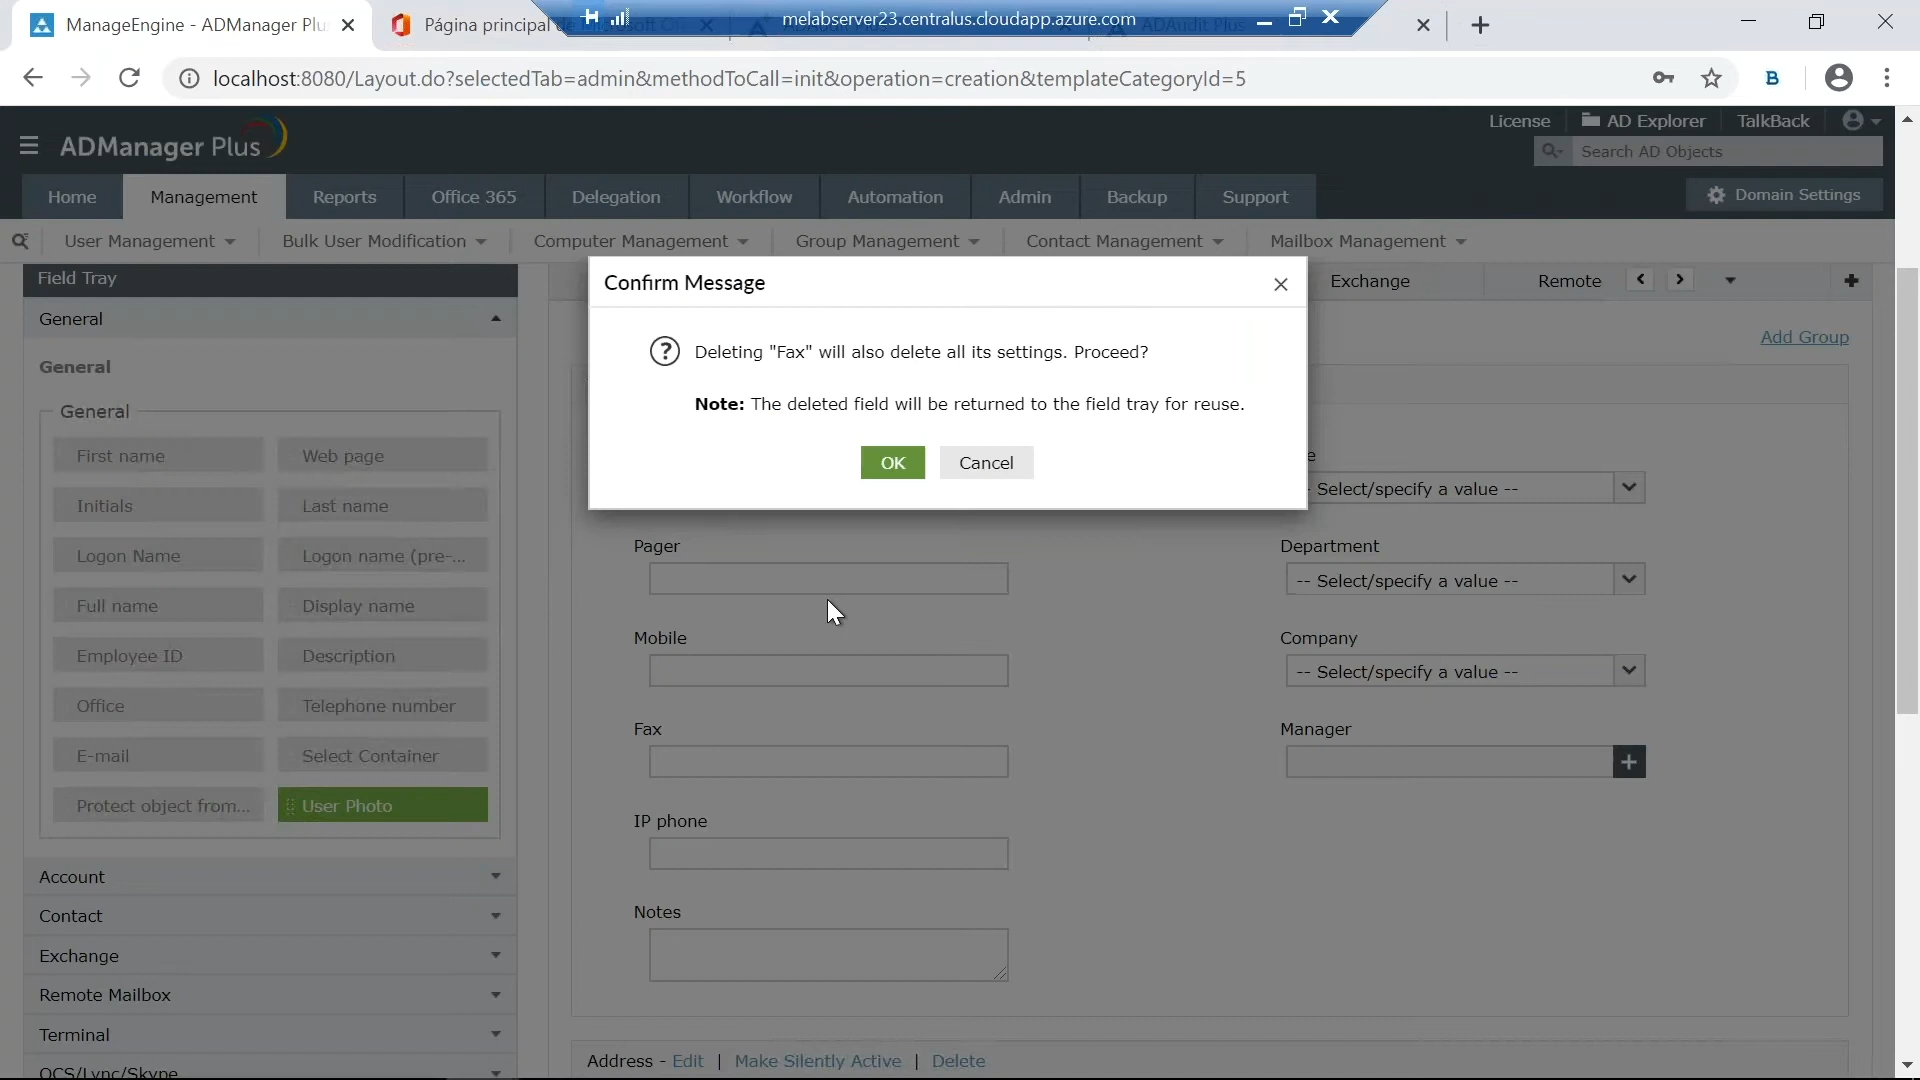 ManageEngine - ADManager Plu
Página principal de Microsoft O
melabserver23.centralus.cloudapp.azure.com
ADAudit Plus
ADAudit Plus
localhost:8080/Layout.do?selectedTab=admin&methodToCall=init&operation=creation&templateCategoryId=5
B
License
AD Explorer
TalkBack
ADManager Plus
Search AD Objects
Home
Management
Reports
Office 365
Delegation
Workflow
Automation
Admin
Backup
Support
Domain Settings
User Management
Bulk User Modification
Computer Management
Group Management
Contact Management
Mailbox Management
Field Tray
Exchange
Remote
General
Add Group
General
General
First name
Web page
Initials
Last name
Logon Name
Logon name (pre-...
Full name
Display name
Employee ID
Description
Office
Telephone number
E-mail
Select Container
Protect object from...
User Photo
Account
Contact
Exchange
Remote Mailbox
Terminal
OCS/Lync/Skype
Confirm Message
Deleting "Fax" will also delete all its settings. Proceed?
Note: The deleted field will be returned to the field tray for reuse.
OK
Cancel
e
- Select/specify a value --
Pager
Department
-- Select/specify a value --
Mobile
Company
-- Select/specify a value --
Fax
Manager
IP phone
Notes
Address - Edit | Make Silently Active | Delete